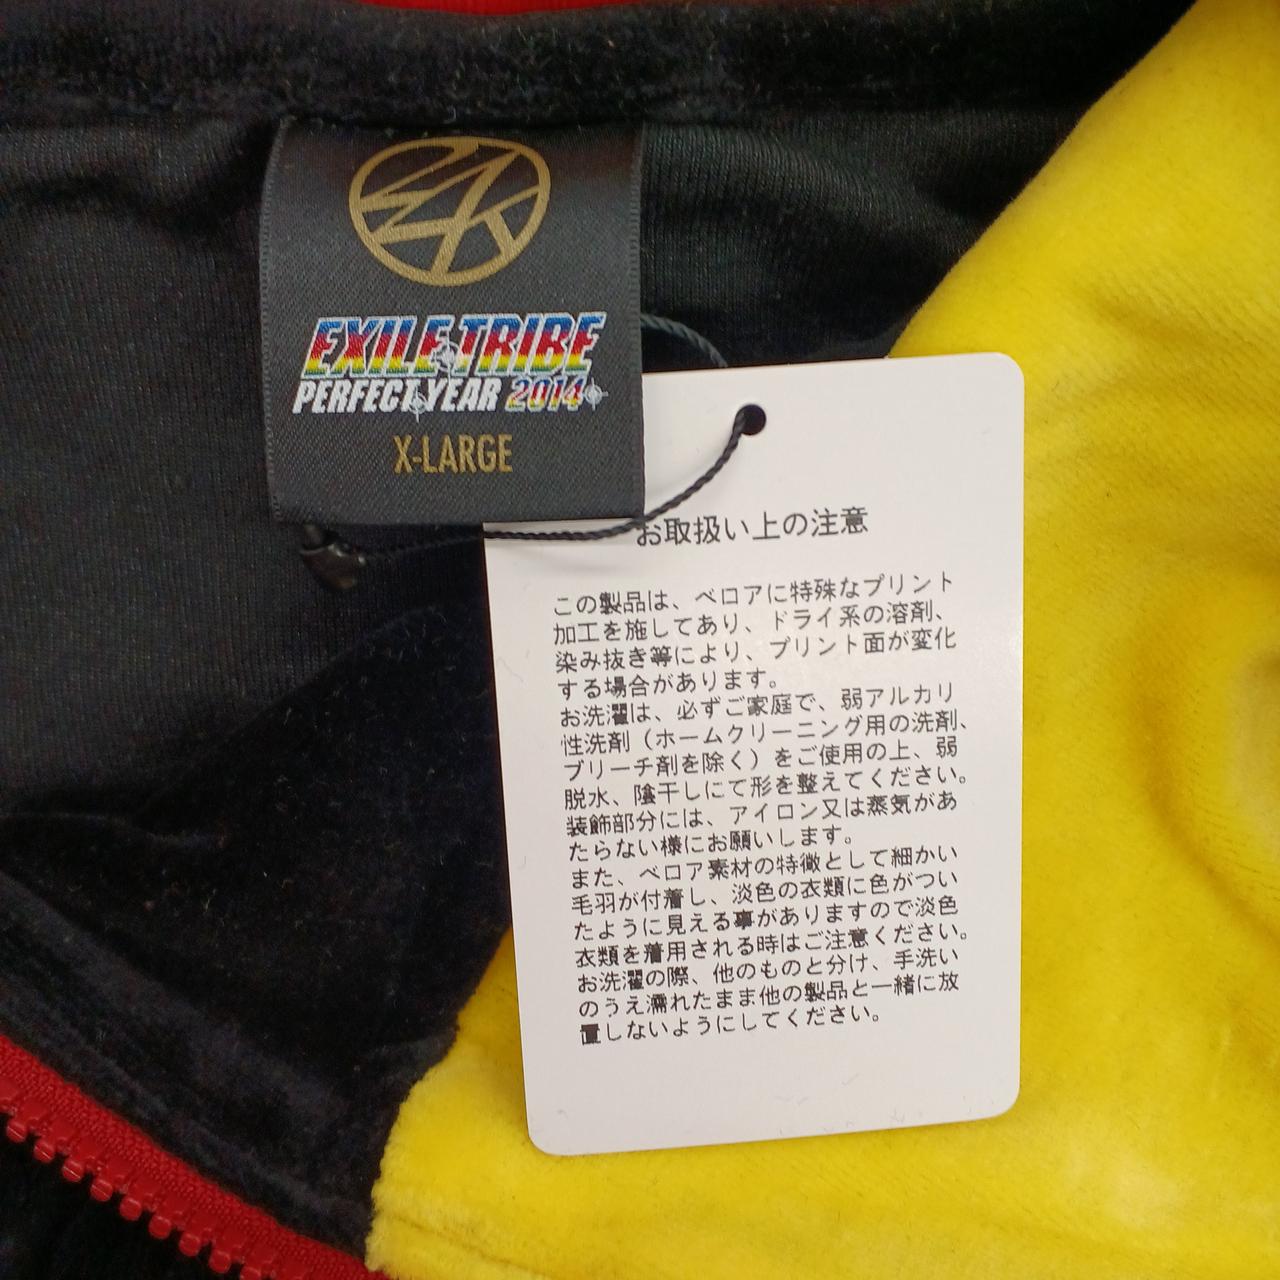 24K
EXILE TRIBE
PERFECT YEAR 2014
X-LARGE
お取扱い上の注意
この製品は、ベロアに特殊なプリント
加工を施してあり、ドライ系の溶剤、
染み抜き等により、プリント面が変化
する場合があります。
お洗濯は、必ずご家庭で、弱アルカリ
性洗剤（ホームクリーニング用の洗剤、
ブリーチ剤を除く）をご使用の上、弱
脱水、陰干しにて形を整えてください。
装飾部分には、アイロン又は蒸気があ
たらない様にお願いします。
また、ベロア素材の特徴として細かい
毛羽が付着し、淡色の衣類に色がつい
たように見える事がありますので淡色
衣類を着用される時はご注意ください。
お洗濯の際、他のものと分け、手洗い
のうえ濡れたまま他の製品と一緒に放
置しないようにしてください。